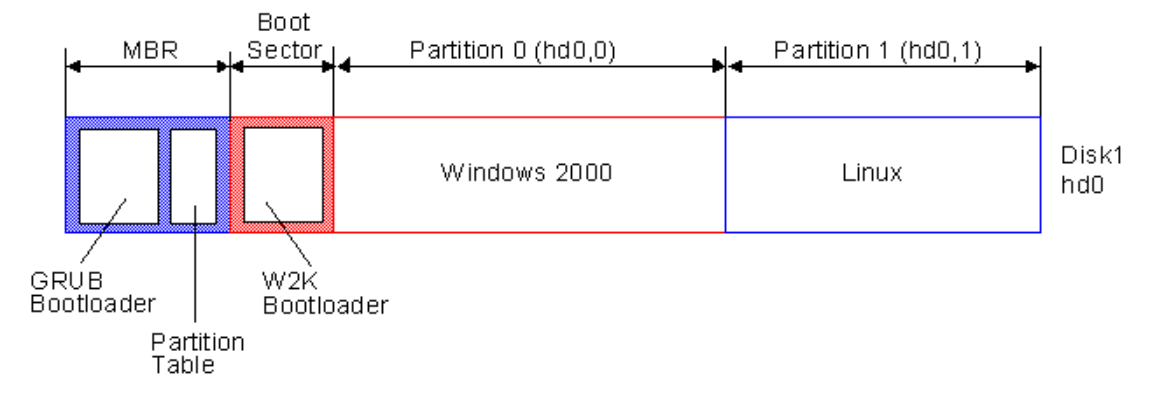 Boot
MBR
Sector
Partition 0 (hd0,0)
Partition 1 (hd0,1)
Windows 2000
Linux
Disk1
hd0
GRUB
Bootloader
W2K
Bootloader
Partition
Table